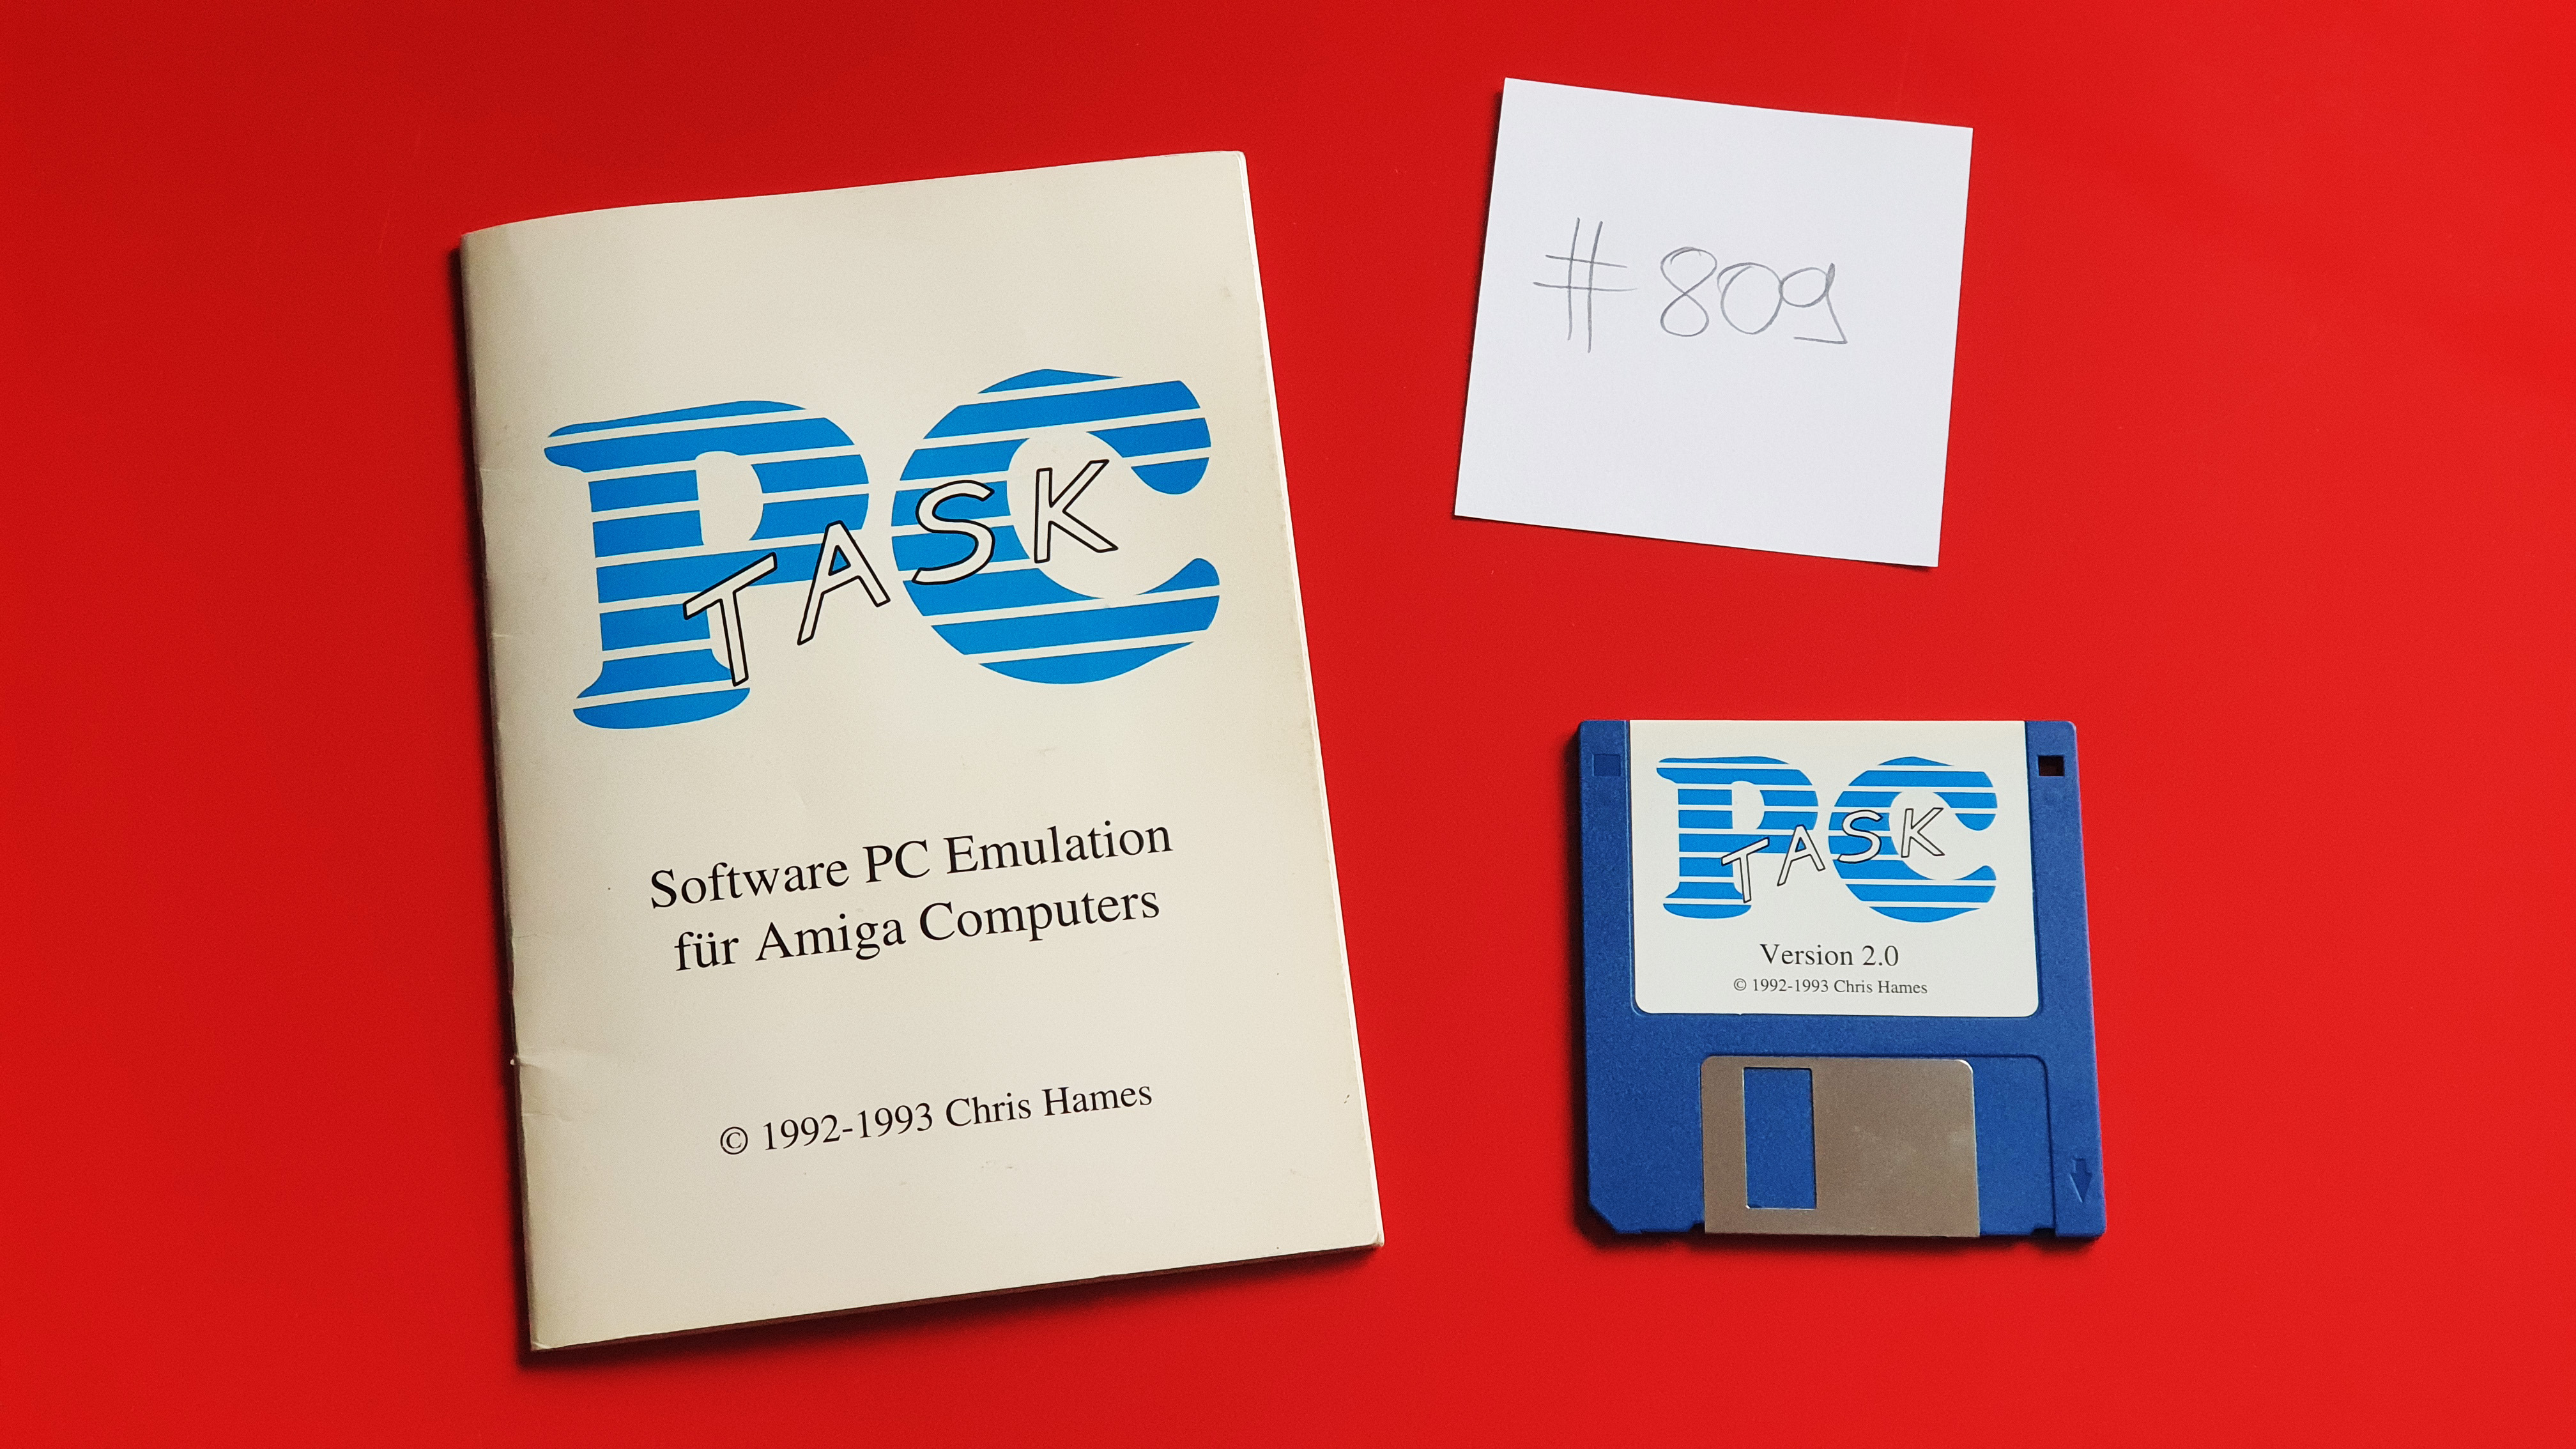 PC
TASK
Software PC Emulation
für Amiga Computers
© 1992-1993 Chris Hames
#809
PC
TASK
Version 2.0
© 1992-1993 Chris Hames